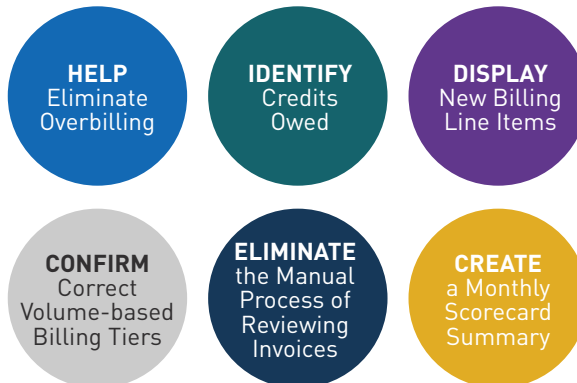 HELP
Eliminate
Overbilling
IDENTIFY
Credits
Owed
DISPLAY
New Billing
Line Items
CONFIRM
Correct
Volume-based
Billing Tiers
ELIMINATE
the Manual
Process of
Reviewing
Invoices
CREATE
a Monthly
Scorecard
Summary